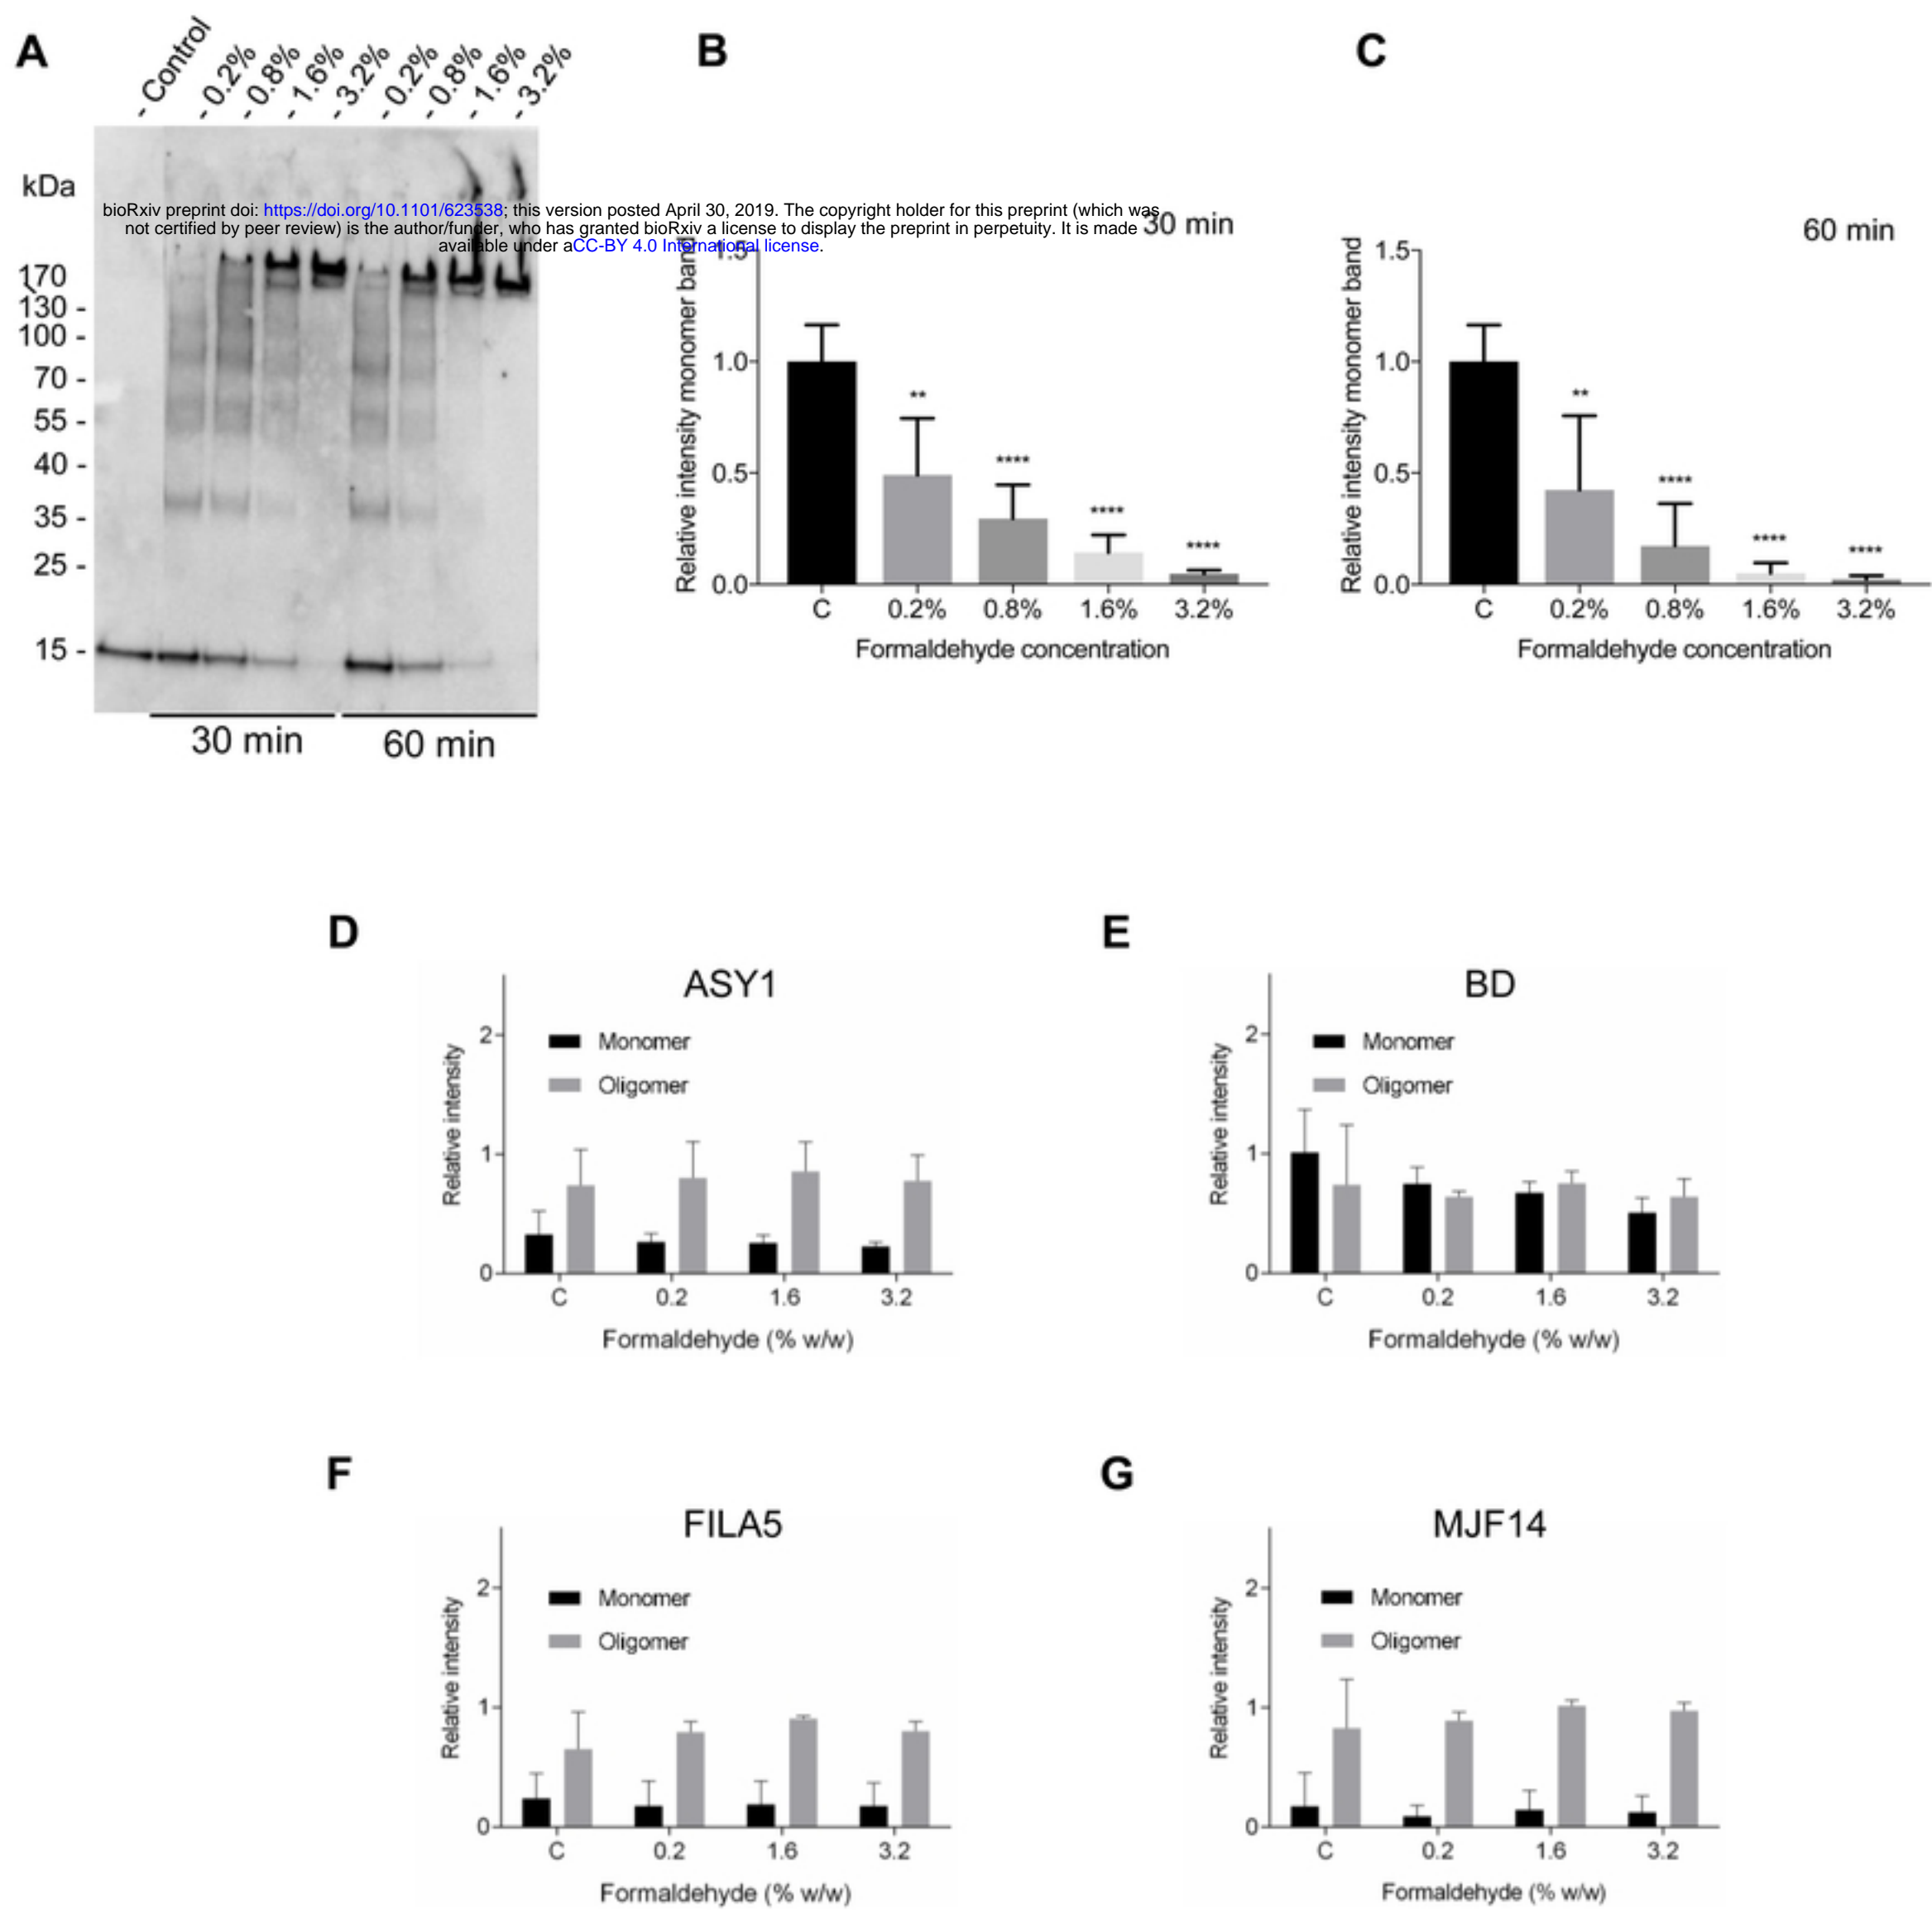 A
- Control
- 0.2%
- 0.8%
- 1.6%
- 3.2%
- 0.2%
- 0.8%
- 1.6%
- 3.2%
kDa
170
130 -
100 -
70 -
55 -
40 -
35 -
25 -
15 -
30 min
60 min
bioRxiv preprint doi: https://doi.org/10.1101/623538; this version posted April 30, 2019. The copyright holder for this preprint (which was
not certified by peer review) is the author/funder, who has granted bioRxiv a license to display the preprint in perpetuity. It is made
available under aCC-BY 4.0 International license.
B
30 min
Relative intensity monomer band
1.5
1.0
0.5
0.0
**
****
****
****
C 0.2% 0.8% 1.6% 3.2%
Formaldehyde concentration
C
60 min
Relative intensity monomer band
1.5
1.0
0.5
0.0
**
****
****
****
C 0.2% 0.8% 1.6% 3.2%
Formaldehyde concentration
D
ASY1
Monomer
Oligomer
Relative intensity
2
1
0
C 0.2 1.6 3.2
Formaldehyde (% w/w)
E
BD
Monomer
Oligomer
Relative intensity
2
1
0
C 0.2 1.6 3.2
Formaldehyde (% w/w)
F
FILA5
Monomer
Oligomer
Relative intensity
2
1
0
C 0.2 1.6 3.2
Formaldehyde (% w/w)
G
MJF14
Monomer
Oligomer
Relative intensity
2
1
0
C 0.2 1.6 3.2
Formaldehyde (% w/w)